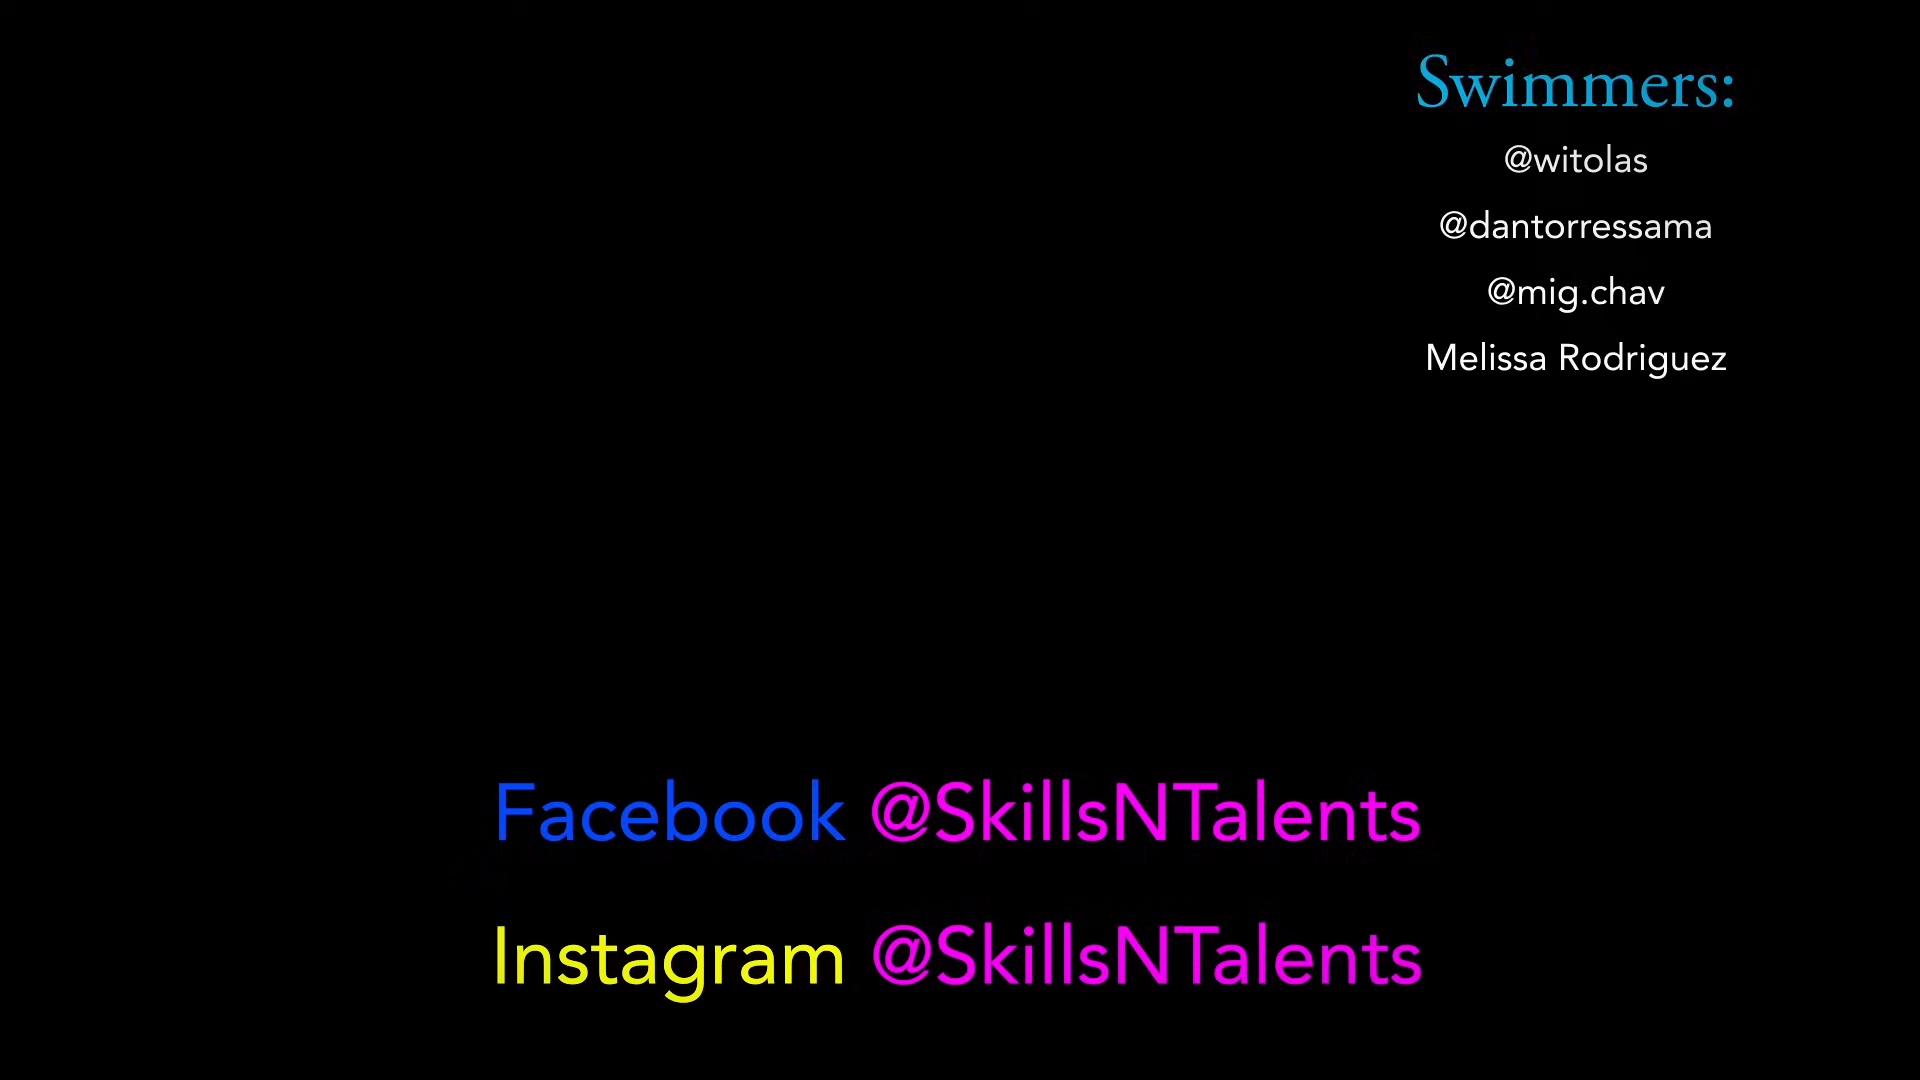 Swimmers:
@witolas
@dantorressama
@mig.chav
Melissa Rodriguez
Facebook @SkillsNTalents
Instagram @SkillsNTalents